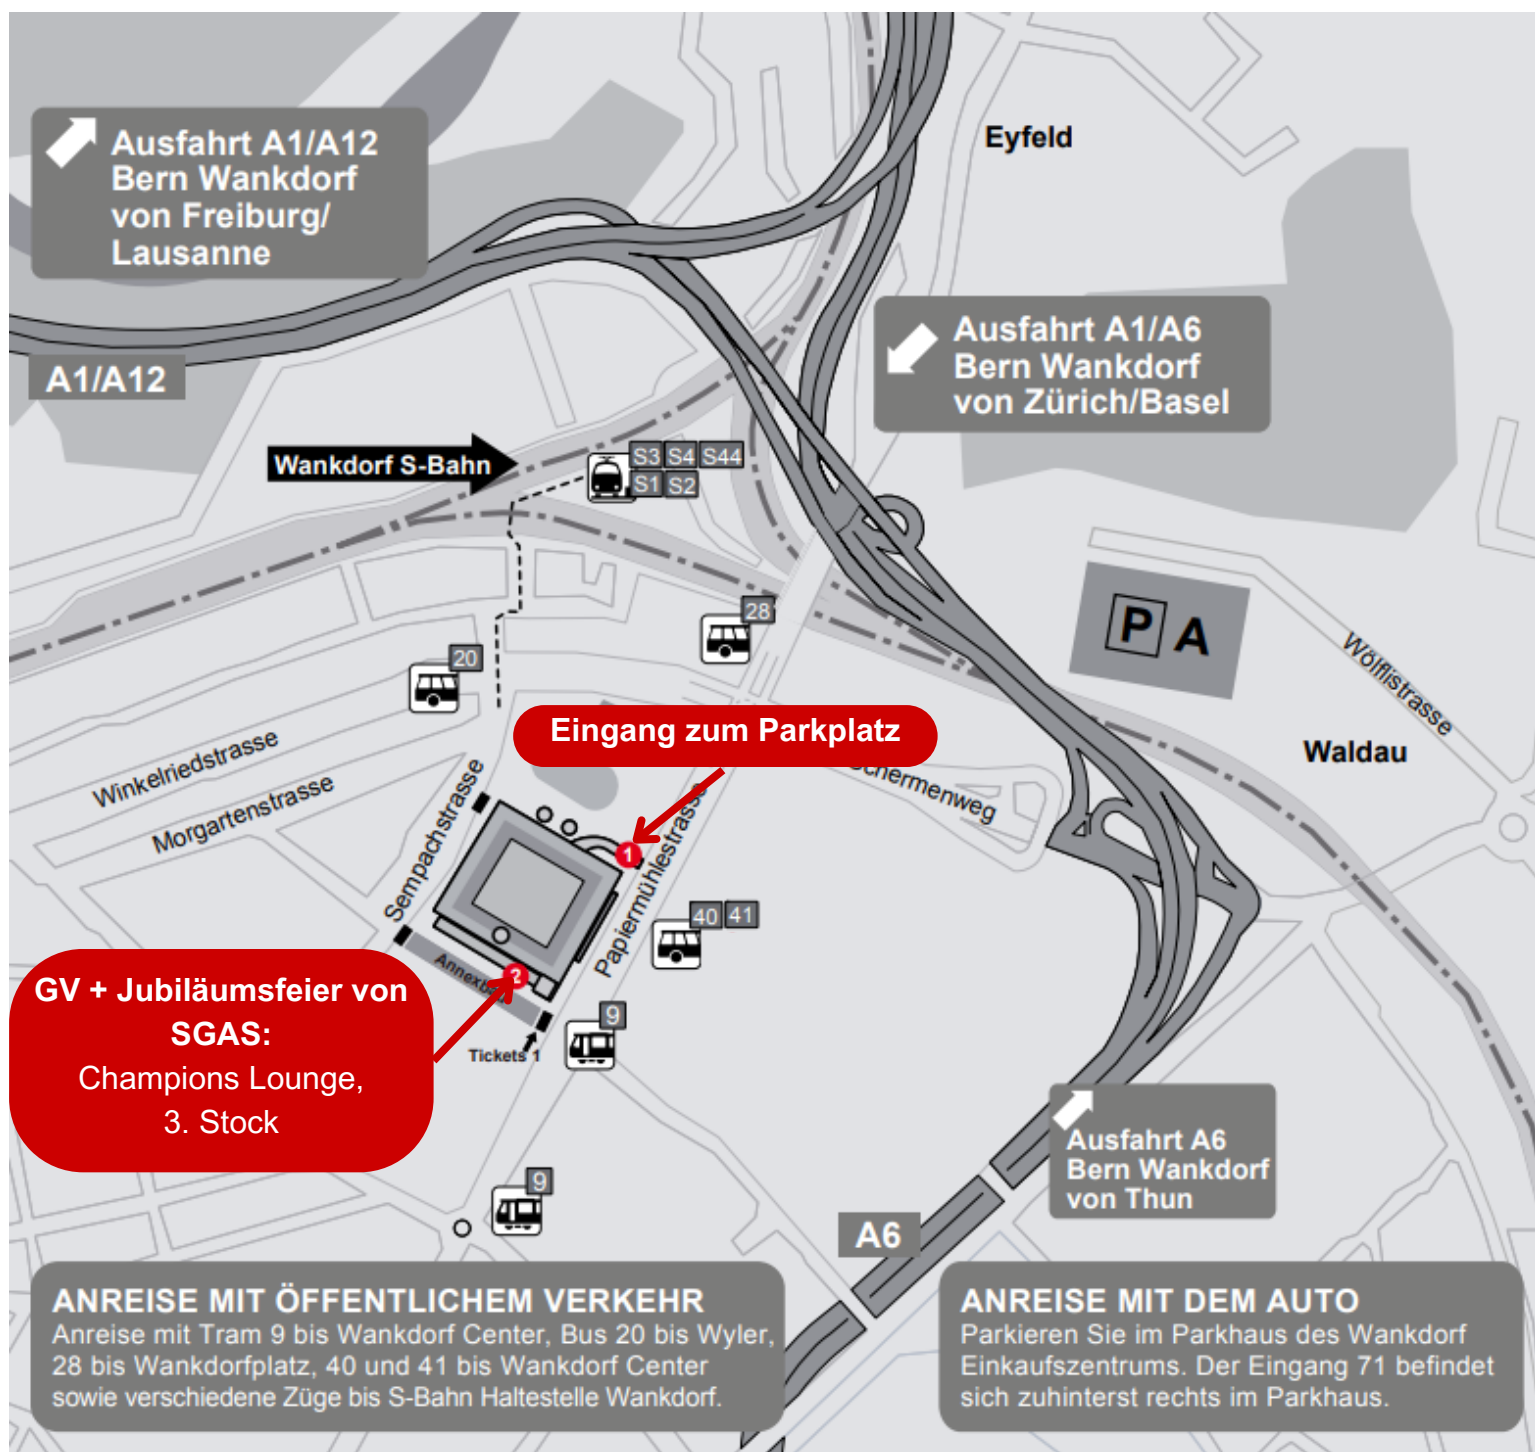 Eyfeld
Ausfahrt A1/A12
Bern Wankdorf
von Freiburg/
Lausanne
Ausfahrt A1/A6
Bern Wankdorf
von Zürich/Basel
A1/A12
Wankdorf S-Bahn
S3 S4 S44
S1 S2
28
P A
20
Wölflistrasse
Eingang zum Parkplatz
Waldau
Winkelriedstrasse
Morgartenstrasse
Sempachstrasse
Schermenweg
1
Papiermühlestrasse
40 41
GV + Jubiläumsfeier von
SGAS:
Champions Lounge,
3. Stock
2
9
Tickets 1
Ausfahrt A6
Bern Wankdorf
von Thun
9
A6
ANREISE MIT ÖFFENTLICHEM VERKEHR
Anreise mit Tram 9 bis Wankdorf Center, Bus 20 bis Wyler,
28 bis Wankdorfplatz, 40 und 41 bis Wankdorf Center
sowie verschiedene Züge bis S-Bahn Haltestelle Wankdorf.
ANREISE MIT DEM AUTO
Parkieren Sie im Parkhaus des Wankdorf
Einkaufszentrums. Der Eingang 71 befindet
sich zuhinterst rechts im Parkhaus.